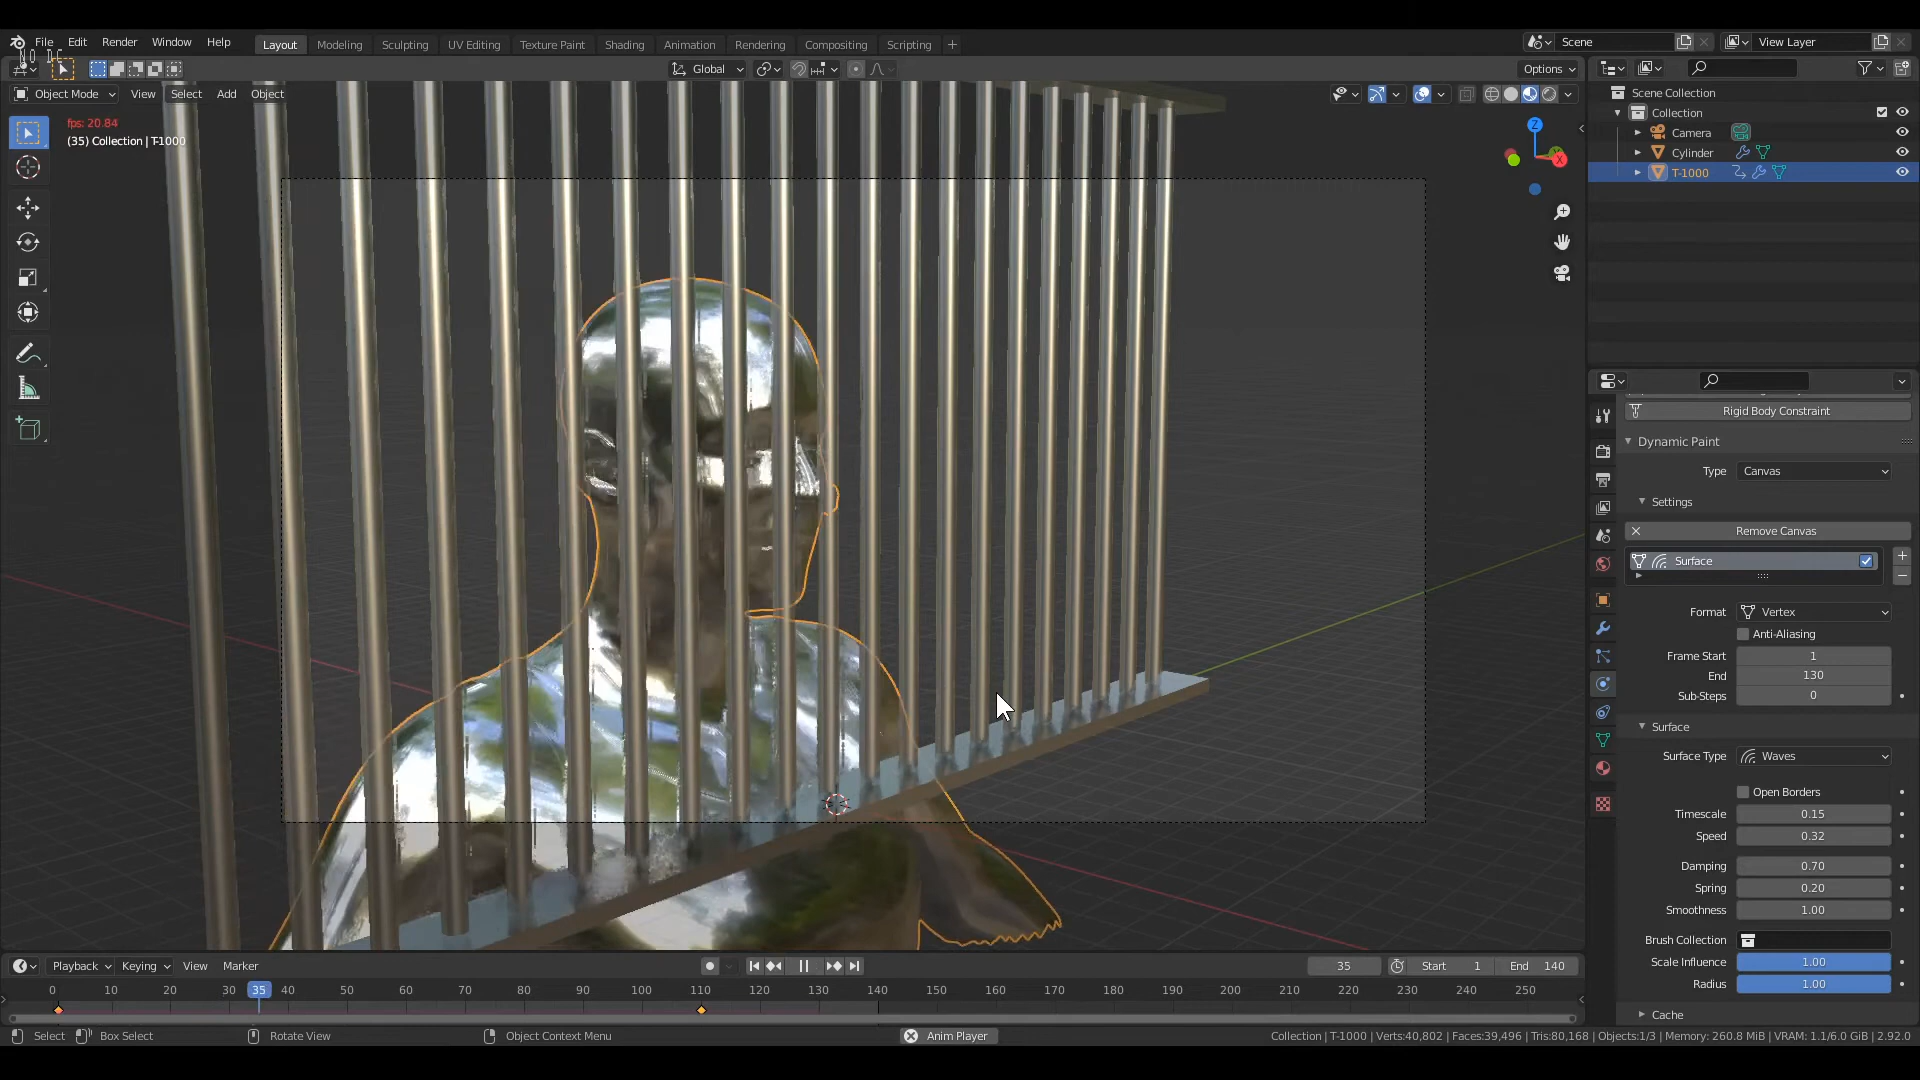 File Edit Render Window Help Layout Modeling Sculpting UV Editing Texture Paint Shading Animation Rendering Compositing Scripting + Scene View Layer
Global Options
Object Mode View Select Add Object
fps: 20.84
(35) Collection | T-1000
Z
X
Scene Collection
Collection
Camera
Cylinder
T-1000
Rigid Body Constraint
Dynamic Paint
Type Canvas
Settings
Remove Canvas
Surface
Format Vertex
Anti-Aliasing
Frame Start 1
End 130
Sub-Steps 0
Surface
Surface Type Waves
Open Borders
Timescale 0.15
Speed 0.32
Damping 0.70
Spring 0.20
Smoothness 1.00
Brush Collection
Scale Influence 1.00
Radius 1.00
Cache
Playback Keying View Marker 35 Start 1 End 140
0 10 20 30 35 40 50 60 70 80 90 100 110 120 130 140 150 160 170 180 190 200 210 220 230 240 250
Select Box Select Rotate View Object Context Menu Anim Player Collection | T-1000 | Verts:40,802 | Faces:39,496 | Tris:80,168 | Objects:1/3 | Memory: 260.8 MiB | VRAM: 1.1/6.0 GiB | 2.92.0